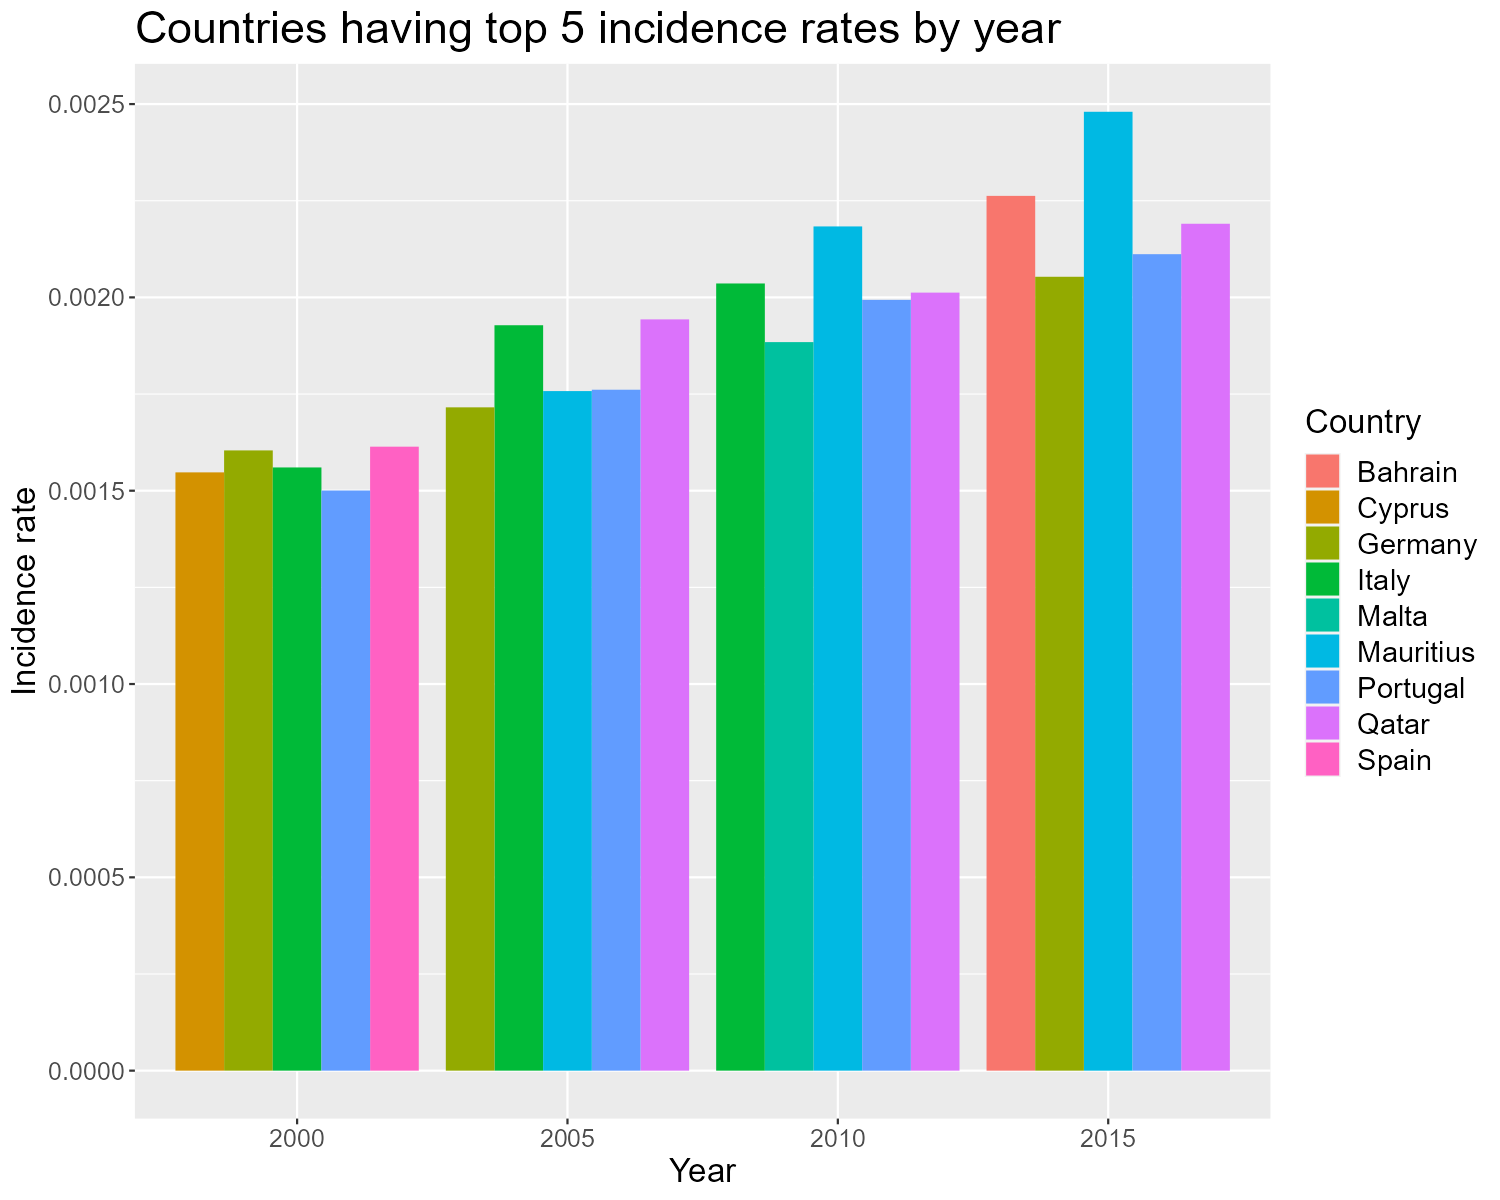 Countries having top 5 incidence rates by year
0.0025
0.0020
0.0015
0.0010
0.0005
0.0000
Incidence rate
2000 2005 2010 2015
Year
Country
Bahrain
Cyprus
Germany
Italy
Malta
Mauritius
Portugal
Qatar
Spain